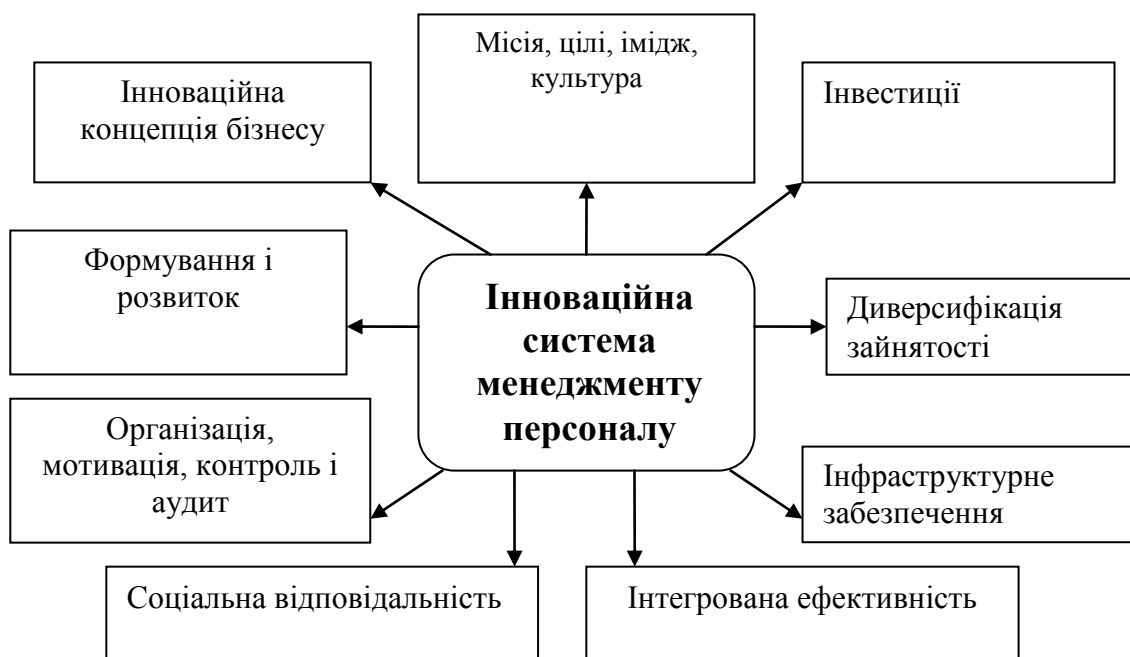 Місія, цілі, імідж,
культура
Інноваційна
концепція бізнесу
Інвестиції
Формування і
розвиток
Інноваційна
система
менеджменту
персоналу
Диверсифікація
зайнятості
Організація,
мотивація, контроль і
аудит
Інфраструктурне
забезпечення
Соціальна відповідальність
Інтегрована ефективність